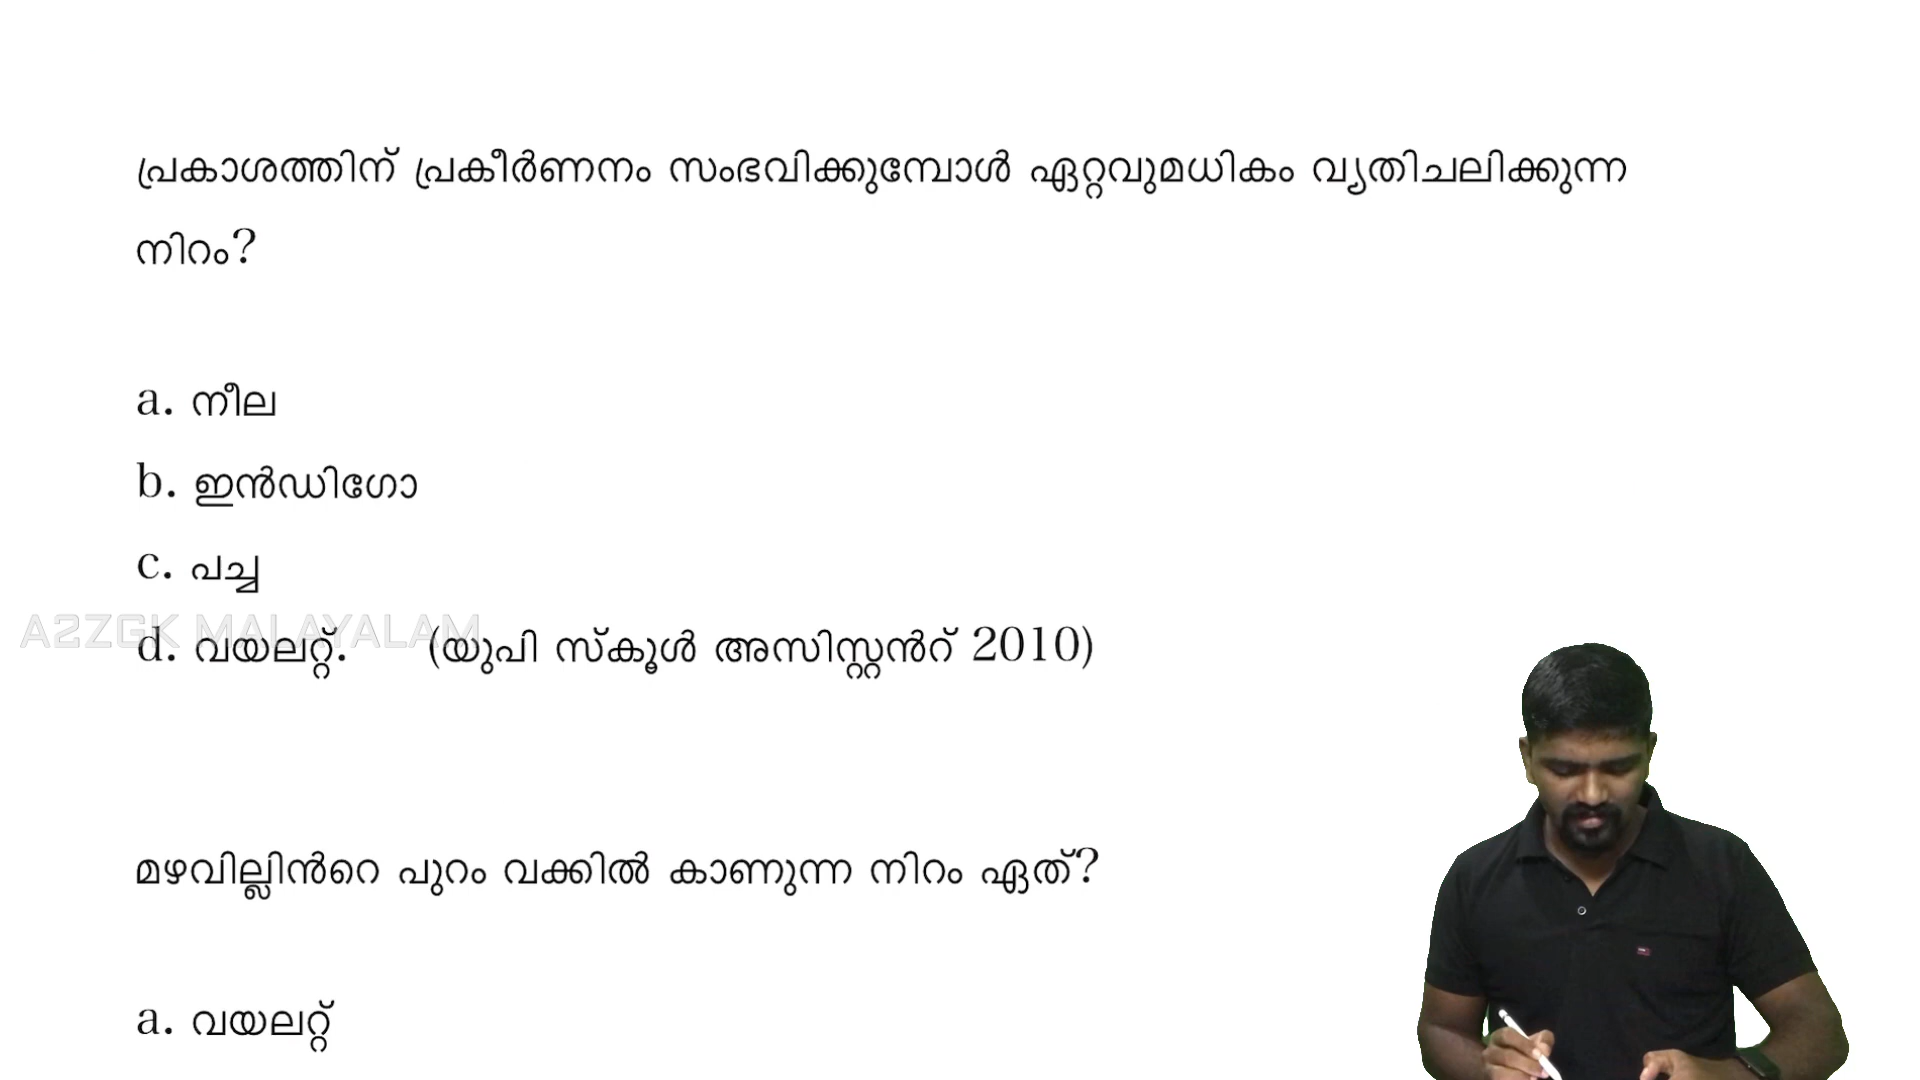 പ്രകാശത്തിന് പ്രകീർണനം സംഭവിക്കുമ്പോൾ ഏറ്റവുമധികം വ്യതിചലിക്കുന്ന
നിറം?
a. നീല
b. ഇൻഡിഗോ
c. പച്ച
A2ZGK MALAYALAM
d. വയലറ്റ്. (യുപി സ്കൂൾ അസിസ്റ്റൻറ് 2010)
മഴവില്ലിൻറെ പുറം വക്കിൽ കാണുന്ന നിറം ഏത്?
a. വയലറ്റ്